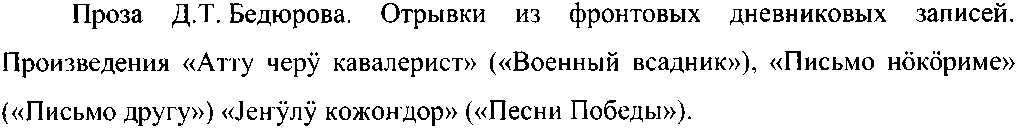 Проза Д.Т. Бедюрова. Отрывки из фронтовых дневниковых записей.
Произведения «Атту черӱ кавалерист» («Военный всадник»), «Письмо нӧкӧриме»
(«Письмо другу») «Јеҥӱлӱ кожоҥдор» («Песни Победы»).